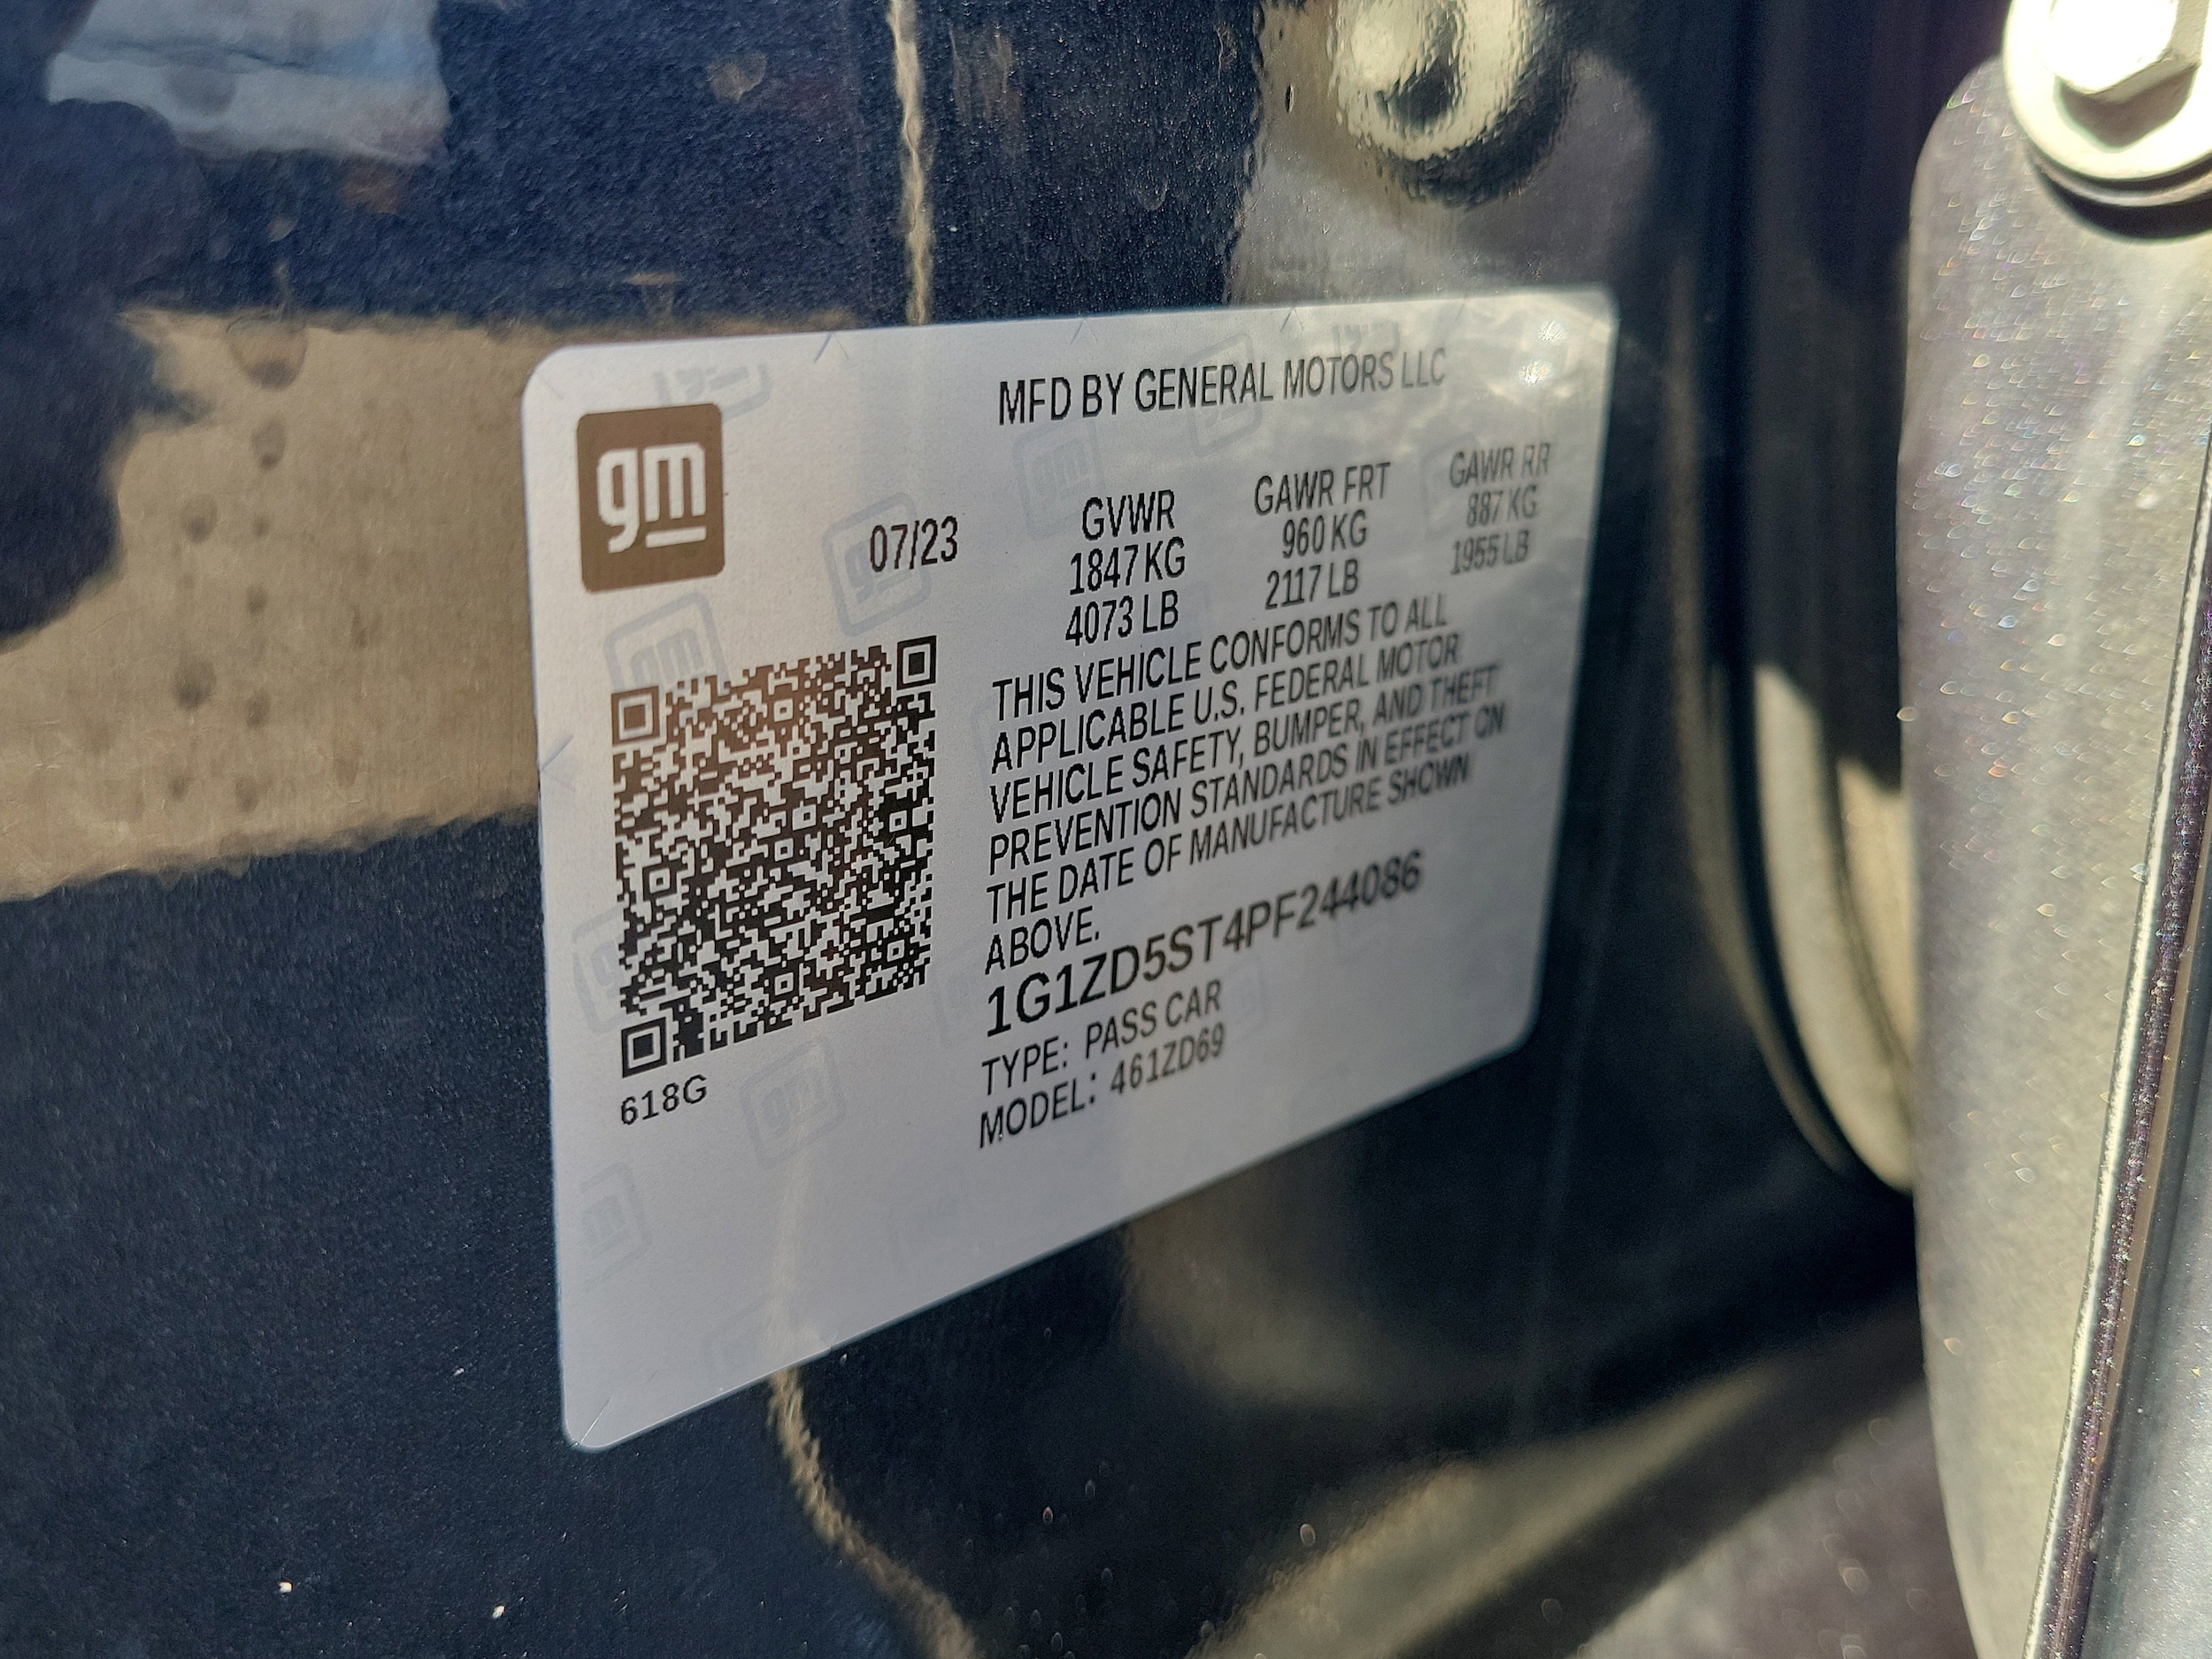 gm
MFD BY GENERAL MOTORS LLC
07/23
GVWR GAWR FRT GAWR RR
1847 KG 960 KG 887 KG
4073 LB 2117 LB 1955 LB
THIS VEHICLE CONFORMS TO ALL
APPLICABLE U.S. FEDERAL MOTOR
VEHICLE SAFETY, BUMPER, AND THEFT
PREVENTION STANDARDS IN EFFECT ON
THE DATE OF MANUFACTURE SHOWN
ABOVE.
1G1ZD5ST4PF244086
TYPE: PASS CAR
MODEL: 461ZD69
618G